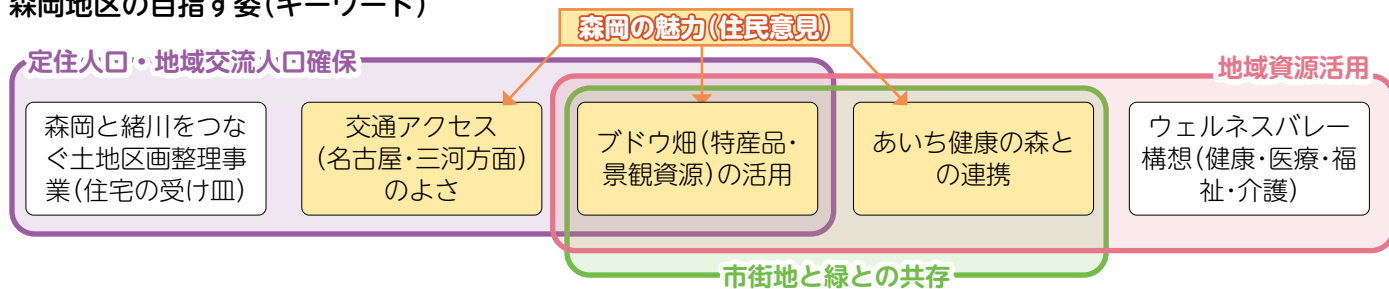 森岡地区の目指す姿(キーワード)
森岡の魅力(住民意見)
定住人口・地域交流人口確保
地域資源活用
森岡と緒川をつな
ぐ土地区画整理事
業(住宅の受け皿)
交通アクセス
(名古屋・三河方面)
のよさ
ブドウ畑(特産品・
景観資源)の活用
あいち健康の森と
の連携
ウェルネスバレー
構想(健康・医療・福
祉・介護)
市街地と緑との共存